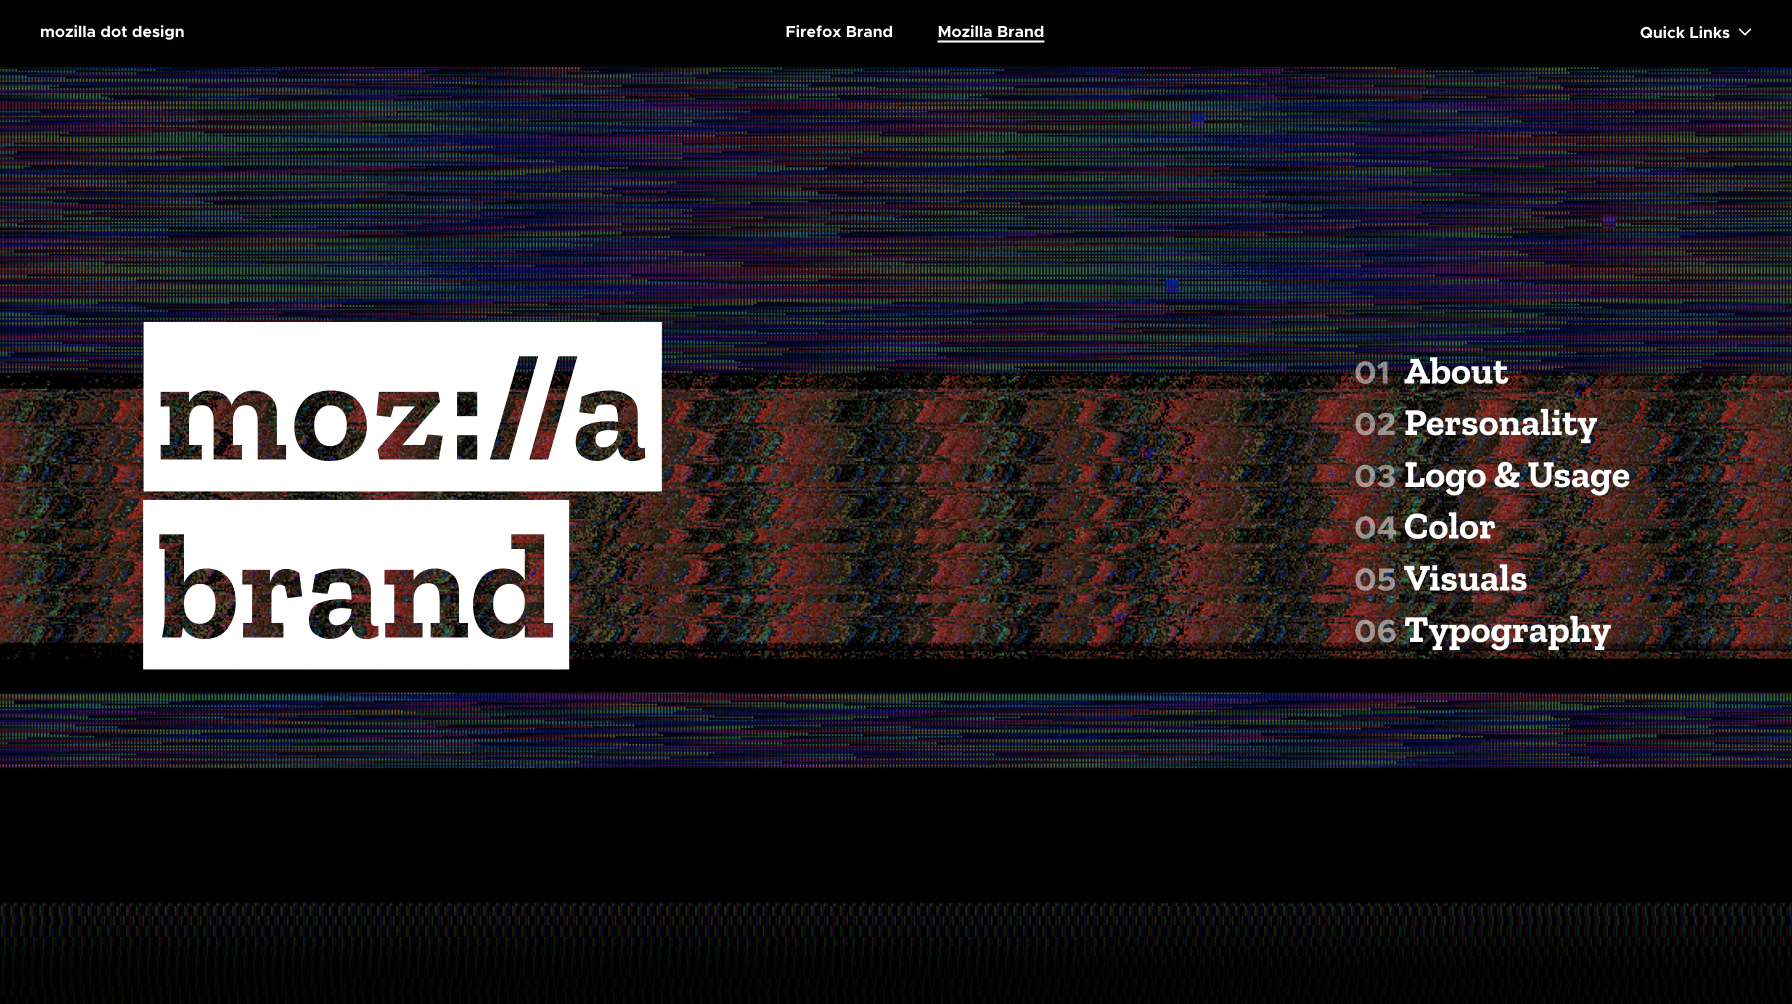 mozilla dot design
Firefox Brand
Mozilla Brand
Quick Links
moz://a
brand
01 About
02 Personality
03 Logo & Usage
04 Color
05 Visuals
06 Typography